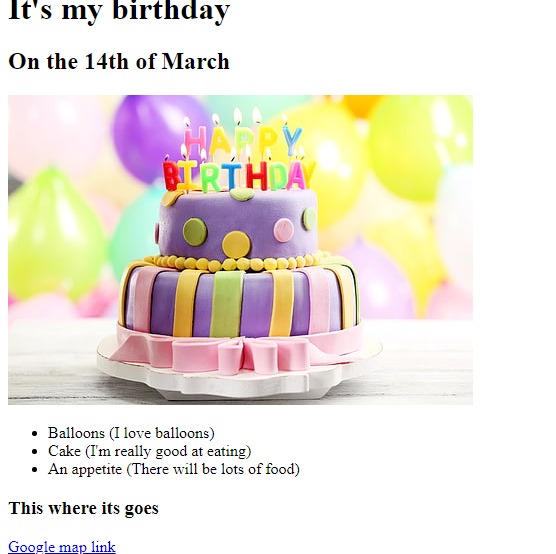 It's my birthday
On the 14th of March
HAPPY
BIRTHDAY
Balloons (I love balloons)
Cake (I'm really good at eating)
An appetite (There will be lots of food)
This where its goes
Google map link